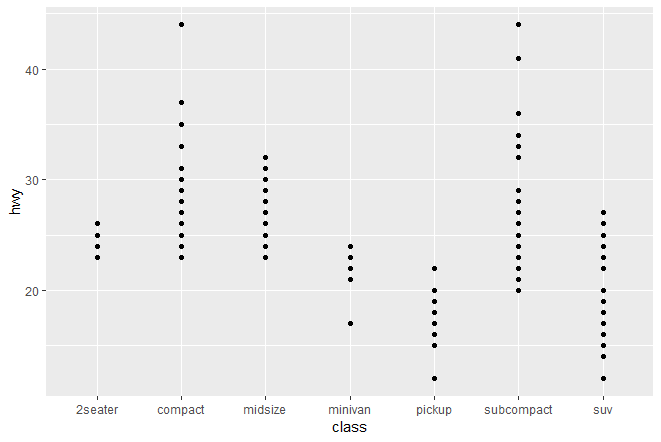 40
30
20
hwy
2seater compact midsize minivan pickup subcompact suv
class